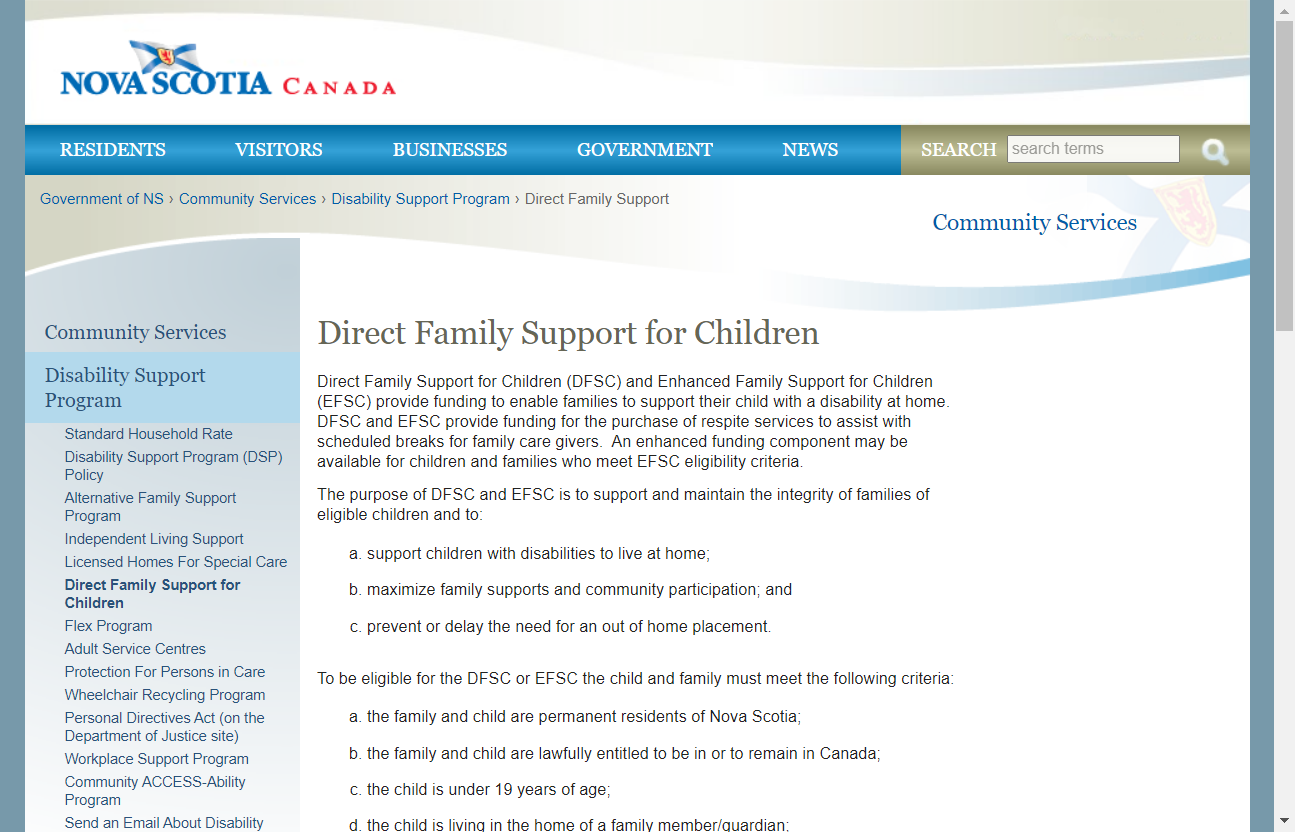 NOVA SCOTIA CANADA
RESIDENTS VISITORS BUSINESSES GOVERNMENT NEWS SEARCH search terms
Government of NS › Community Services › Disability Support Program › Direct Family Support
Community Services
Community Services
Disability Support
Program
Standard Household Rate
Disability Support Program (DSP)
Policy
Alternative Family Support
Program
Independent Living Support
Licensed Homes For Special Care
Direct Family Support for
Children
Flex Program
Adult Service Centres
Protection For Persons in Care
Wheelchair Recycling Program
Personal Directives Act (on the
Department of Justice site)
Workplace Support Program
Community ACCESS-Ability
Program
Send an Email About Disability
Direct Family Support for Children
Direct Family Support for Children (DFSC) and Enhanced Family Support for Children
(EFSC) provide funding to enable families to support their child with a disability at home.
DFSC and EFSC provide funding for the purchase of respite services to assist with
scheduled breaks for family care givers. An enhanced funding component may be
available for children and families who meet EFSC eligibility criteria.
The purpose of DFSC and EFSC is to support and maintain the integrity of families of
eligible children and to:
a. support children with disabilities to live at home;
b. maximize family supports and community participation; and
c. prevent or delay the need for an out of home placement.
To be eligible for the DFSC or EFSC the child and family must meet the following criteria:
a. the family and child are permanent residents of Nova Scotia;
b. the family and child are lawfully entitled to be in or to remain in Canada;
c. the child is under 19 years of age;
d. the child is living in the home of a family member/guardian;